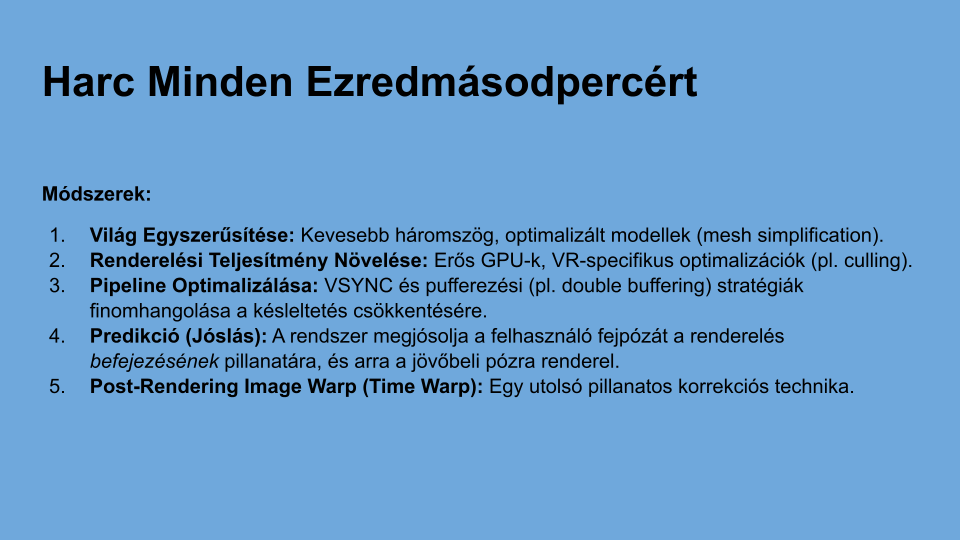 Harc Minden Ezredmásodpercért
Módszerek:
1. Világ Egyszerűsítése: Kevesebb háromszög, optimalizált modellek (mesh simplification).
2. Renderelési Teljesítmény Növelése: Erős GPU-k, VR-specifikus optimalizációk (pl. culling).
3. Pipeline Optimalizálása: VSYNC és pufferezési (pl. double buffering) stratégiák
finomhangolása a késleltetés csökkentésére.
4. Predikció (Jóslás): A rendszer megjósolja a felhasználó fejpózát a renderelés
befejezésének pillanatára, és arra a jövőbeli pózra renderel.
5. Post-Rendering Image Warp (Time Warp): Egy utolsó pillanatos korrekciós technika.